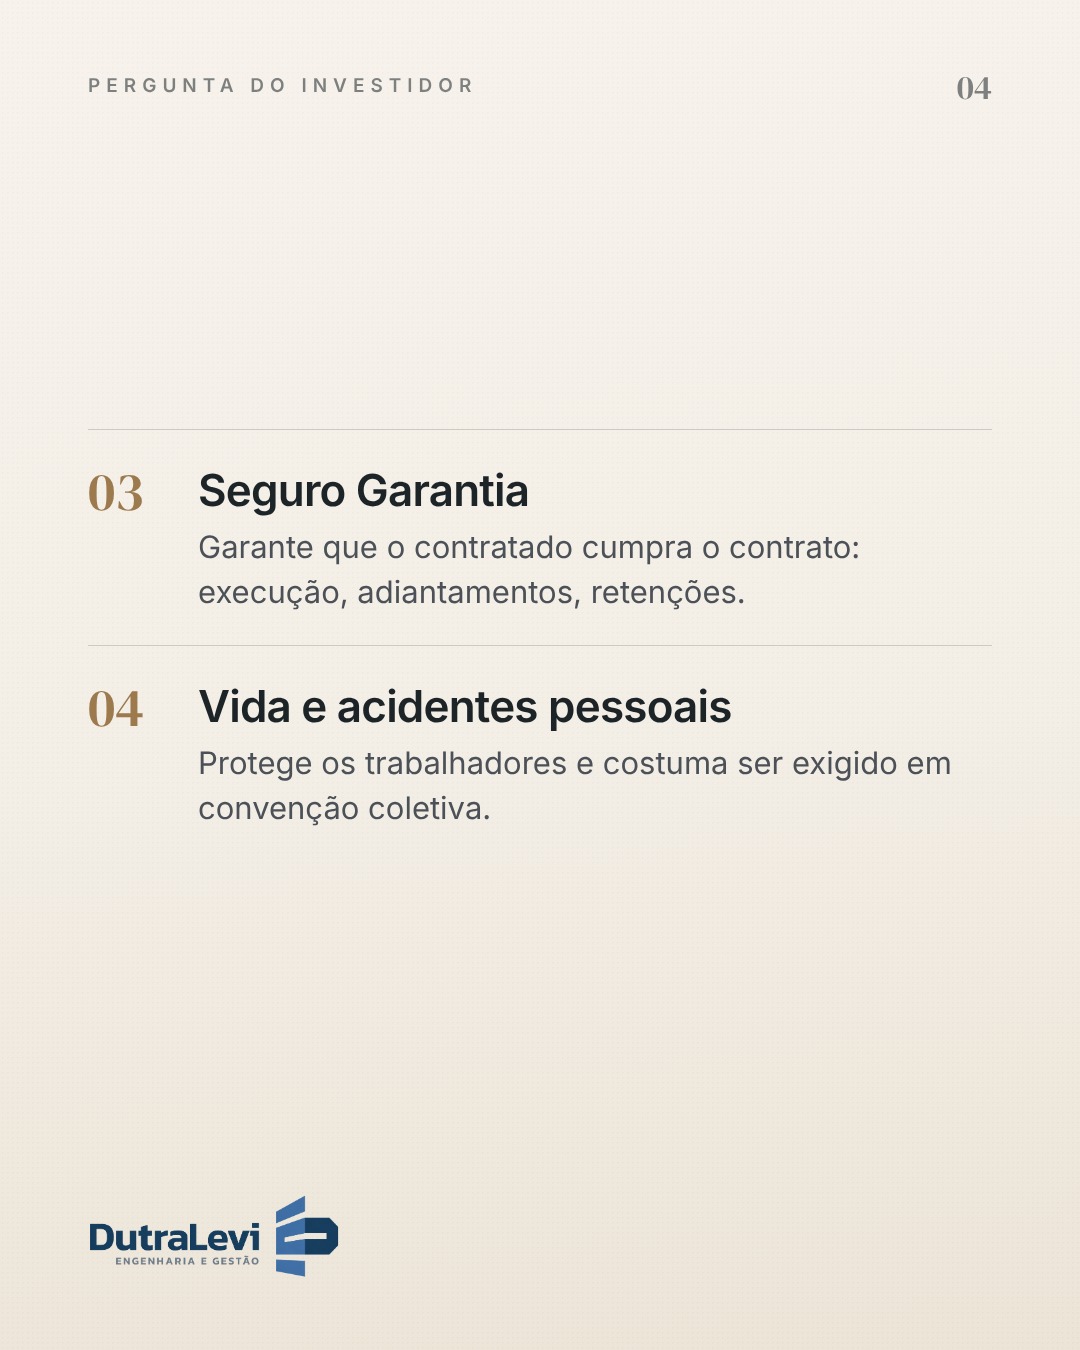 PERGUNTA DO INVESTIDOR
04
03
Seguro Garantia
Garante que o contratado cumpra o contrato:
execução, adiantamentos, retenções.
04
Vida e acidentes pessoais
Protege os trabalhadores e costuma ser exigido em
convenção coletiva.
DutraLevi
ENGENHARIA E GESTÃO